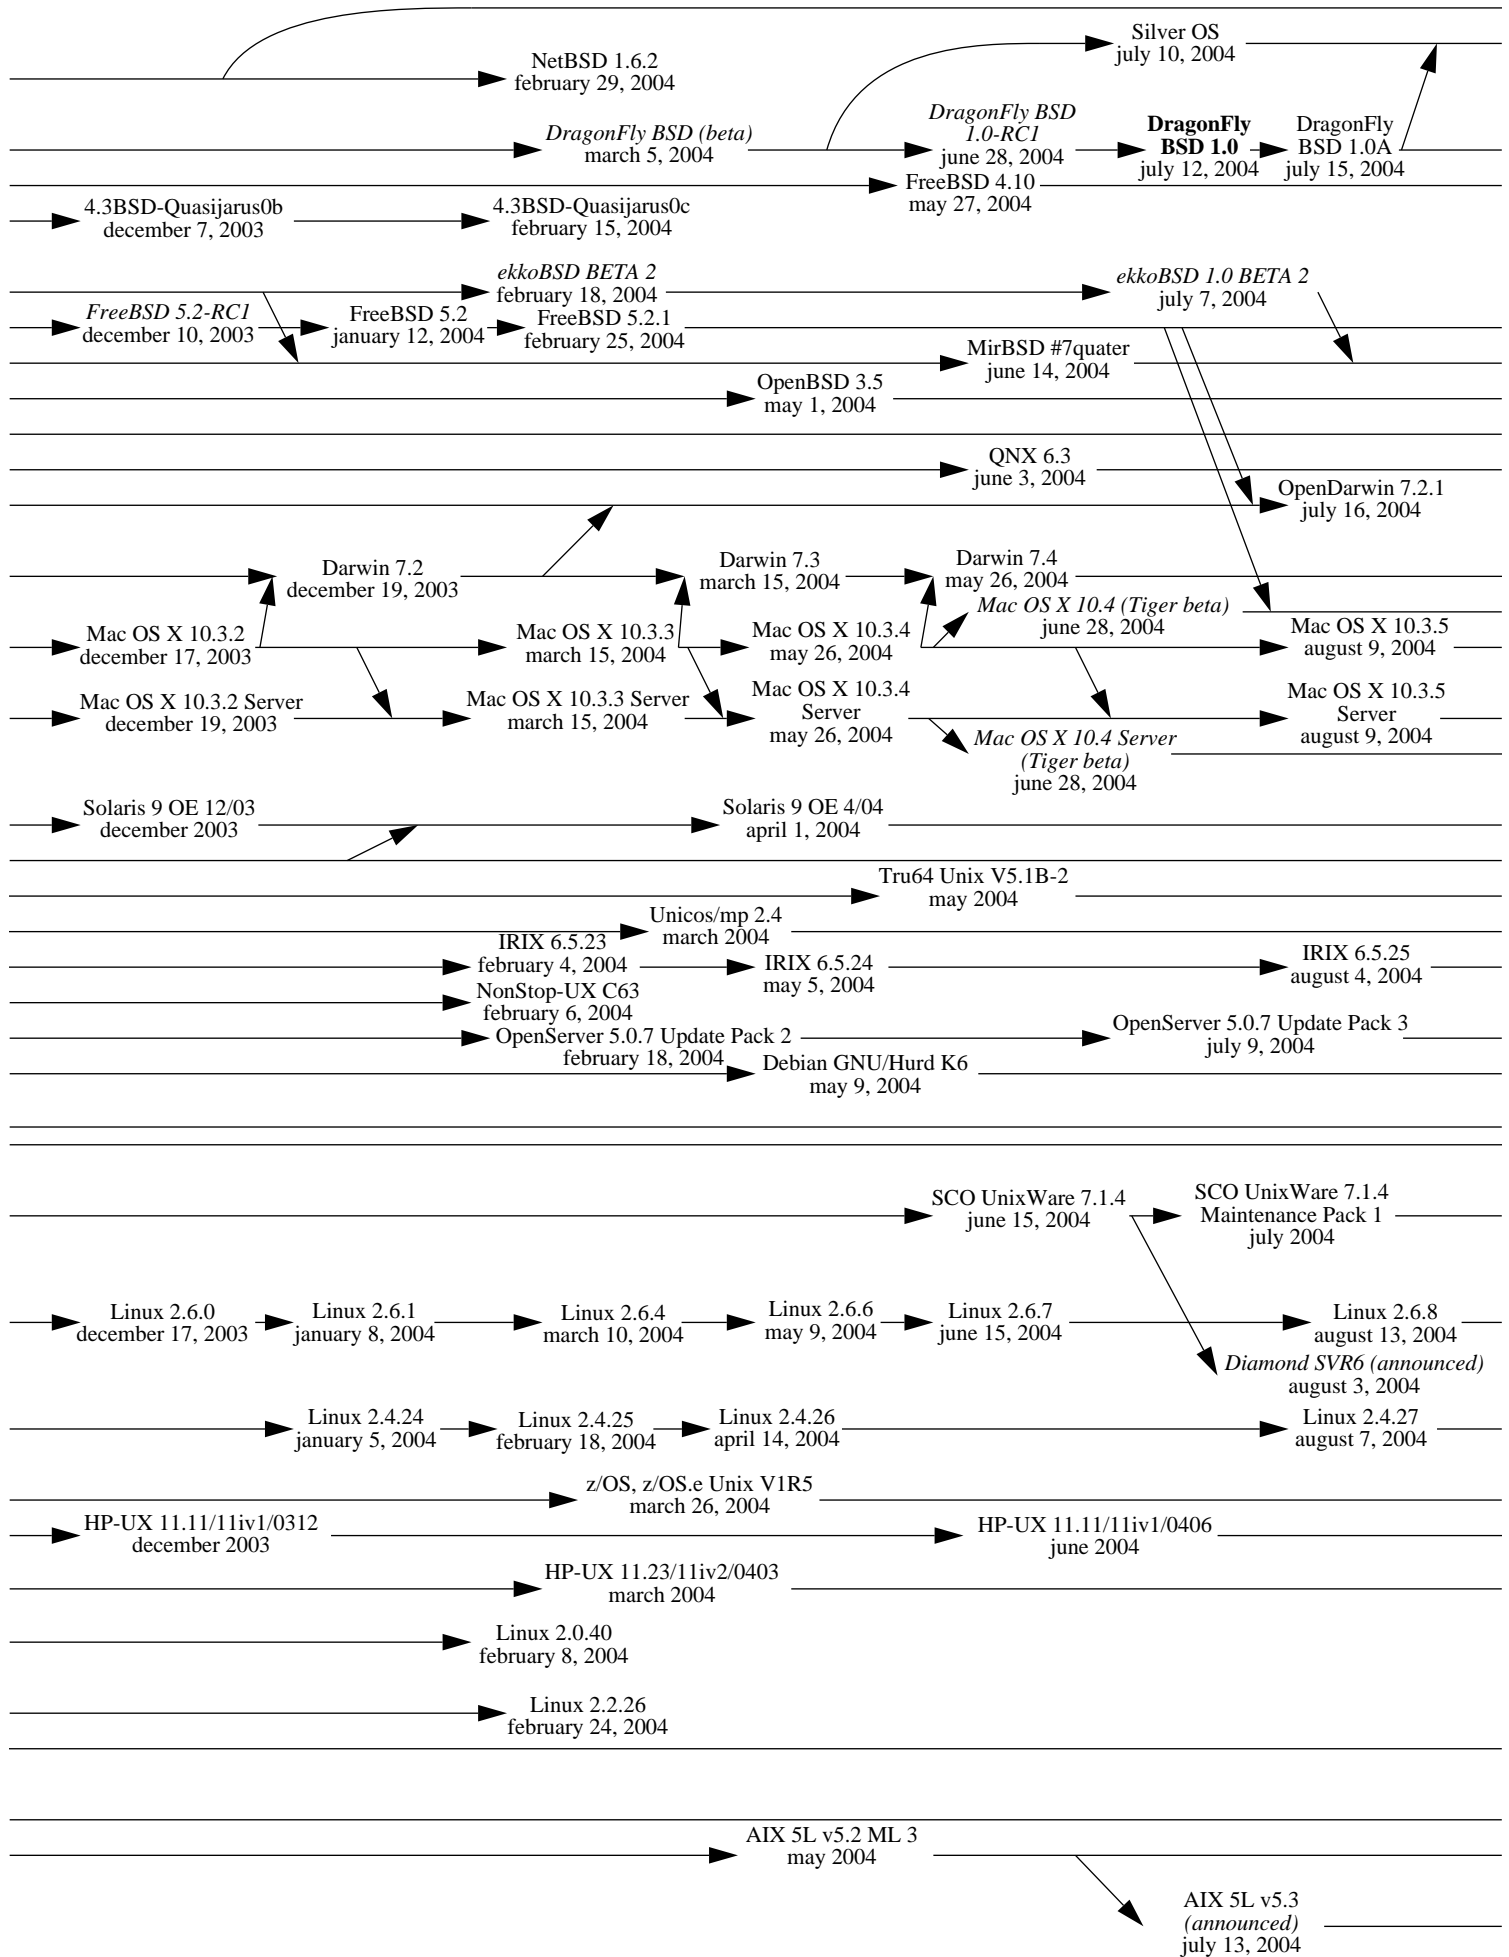 Silver OS
july 10, 2004
NetBSD 1.6.2
february 29, 2004
DragonFly BSD (beta)
march 5, 2004
DragonFly BSD
1.0-RC1
june 28, 2004
DragonFly
BSD 1.0
july 12, 2004
DragonFly
BSD 1.0A
july 15, 2004
FreeBSD 4.10
may 27, 2004
4.3BSD-Quasijarus0b
december 7, 2003
4.3BSD-Quasijarus0c
february 15, 2004
ekkoBSD BETA 2
february 18, 2004
ekkoBSD 1.0 BETA 2
july 7, 2004
FreeBSD 5.2-RC1
december 10, 2003
FreeBSD 5.2
january 12, 2004
FreeBSD 5.2.1
february 25, 2004
MirBSD #7quater
june 14, 2004
OpenBSD 3.5
may 1, 2004
QNX 6.3
june 3, 2004
OpenDarwin 7.2.1
july 16, 2004
Darwin 7.2
december 19, 2003
Darwin 7.3
march 15, 2004
Darwin 7.4
may 26, 2004
Mac OS X 10.4 (Tiger beta)
june 28, 2004
Mac OS X 10.3.2
december 17, 2003
Mac OS X 10.3.3
march 15, 2004
Mac OS X 10.3.4
may 26, 2004
Mac OS X 10.3.5
august 9, 2004
Mac OS X 10.3.2 Server
december 19, 2003
Mac OS X 10.3.3 Server
march 15, 2004
Mac OS X 10.3.4
Server
may 26, 2004
Mac OS X 10.3.5
Server
august 9, 2004
Mac OS X 10.4 Server
(Tiger beta)
june 28, 2004
Solaris 9 OE 12/03
december 2003
Solaris 9 OE 4/04
april 1, 2004
Tru64 Unix V5.1B-2
may 2004
Unicos/mp 2.4
march 2004
IRIX 6.5.23
february 4, 2004
IRIX 6.5.24
may 5, 2004
IRIX 6.5.25
august 4, 2004
NonStop-UX C63
february 6, 2004
OpenServer 5.0.7 Update Pack 2
february 18, 2004
OpenServer 5.0.7 Update Pack 3
july 9, 2004
Debian GNU/Hurd K6
may 9, 2004
SCO UnixWare 7.1.4
june 15, 2004
SCO UnixWare 7.1.4
Maintenance Pack 1
july 2004
Linux 2.6.0
december 17, 2003
Linux 2.6.1
january 8, 2004
Linux 2.6.4
march 10, 2004
Linux 2.6.6
may 9, 2004
Linux 2.6.7
june 15, 2004
Linux 2.6.8
august 13, 2004
Diamond SVR6 (announced)
august 3, 2004
Linux 2.4.24
january 5, 2004
Linux 2.4.25
february 18, 2004
Linux 2.4.26
april 14, 2004
Linux 2.4.27
august 7, 2004
z/OS, z/OS.e Unix V1R5
march 26, 2004
HP-UX 11.11/11iv1/0312
december 2003
HP-UX 11.11/11iv1/0406
june 2004
HP-UX 11.23/11iv2/0403
march 2004
Linux 2.0.40
february 8, 2004
Linux 2.2.26
february 24, 2004
AIX 5L v5.2 ML 3
may 2004
AIX 5L v5.3
(announced)
july 13, 2004